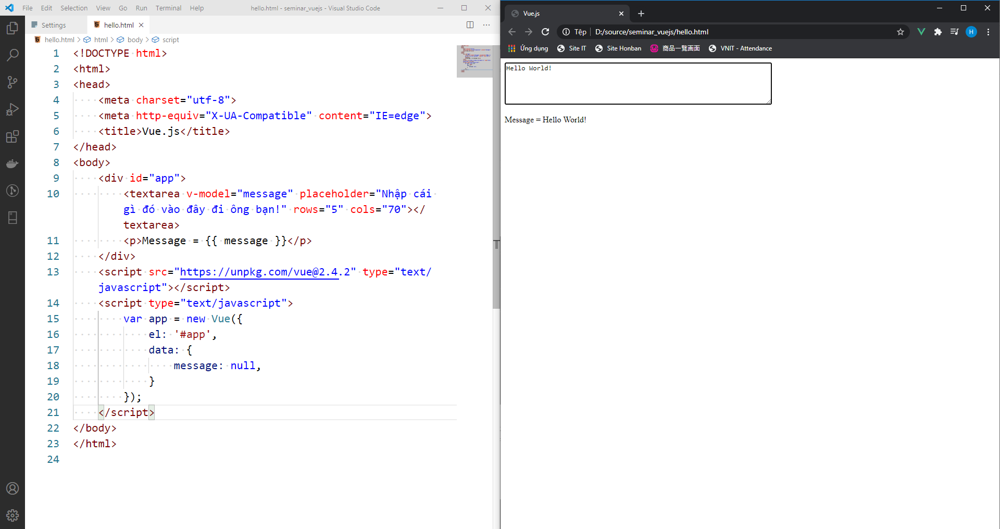 File Edit Selection View Go Run Terminal Help hello.html - seminar_vuejs - Visual Studio Code
Settings hello.html
hello.html > html > body > script
1 <!DOCTYPE html>
2 <html>
3 <head>
4 <meta charset="utf-8">
5 <meta http-equiv="X-UA-Compatible" content="IE=edge">
6 <title>Vue.js</title>
7 </head>
8 <body>
9 <div id="app">
10 <textarea v-model="message" placeholder="Nhập cái
gì đó vào đây đi ông bạn!" rows="5" cols="70"></
textarea>
11 <p>Message = {{ message }}</p>
12 </div>
13 <script src="https://unpkg.com/vue@2.4.2" type="text/
javascript"></script>
14 <script type="text/javascript">
15 var app = new Vue({
16 el: '#app',
17 data: {
18 message: null,
19 }
20 });
21 </script>
22 </body>
23 </html>
24
Vue.js
Tệp D:/source/seminar_vuejs/hello.html H
Ứng dụng Site IT Site Honban 商品一覧画面 VNIT - Attendance
Hello World!
Message = Hello World!